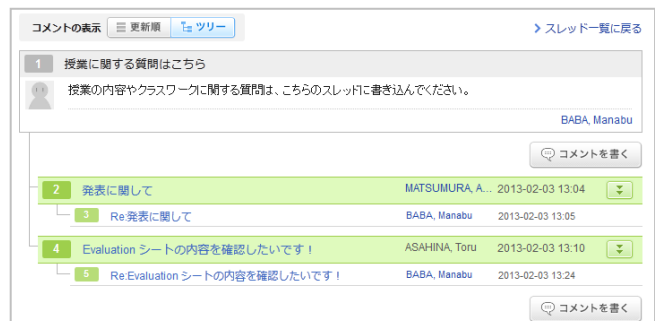 コメントの表示 更新順 ツリー スレッド一覧に戻る
1 授業に関する質問はこちら
授業の内容やクラスワークに関する質問は、こちらのスレッドに書き込んでください。
BABA, Manabu
コメントを書く
2 発表に関して MATSUMURA, A... 2013-02-03 13:04
3 Re:発表に関して BABA, Manabu 2013-02-03 13:05
4 Evaluation シートの内容を確認したいです！ ASAHINA, Toru 2013-02-03 13:10
5 Re:Evaluation シートの内容を確認したいです！ BABA, Manabu 2013-02-03 13:24
コメントを書く